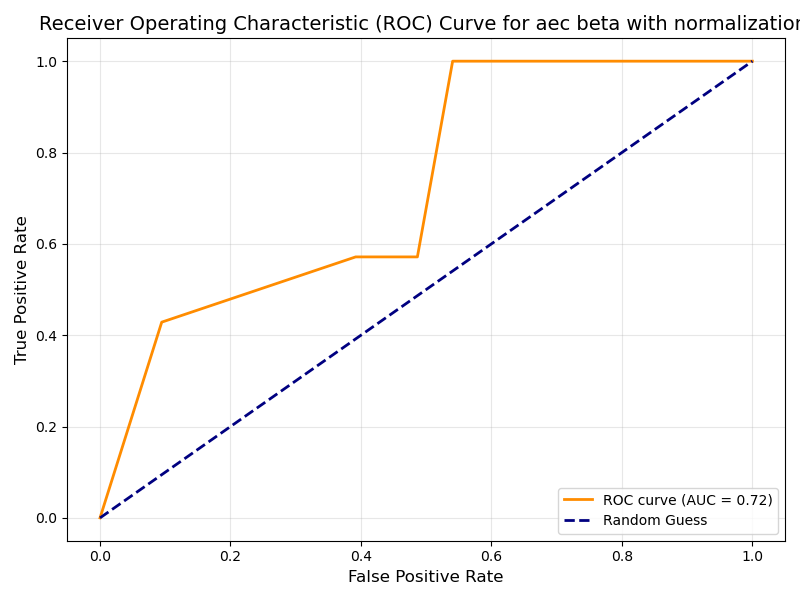 Receiver Operating Characteristic (ROC) Curve for aec beta with normalization
True Positive Rate
1.0
0.8
0.6
0.4
0.2
0.0
ROC curve (AUC = 0.72)
Random Guess
0.0 0.2 0.4 0.6 0.8 1.0
False Positive Rate